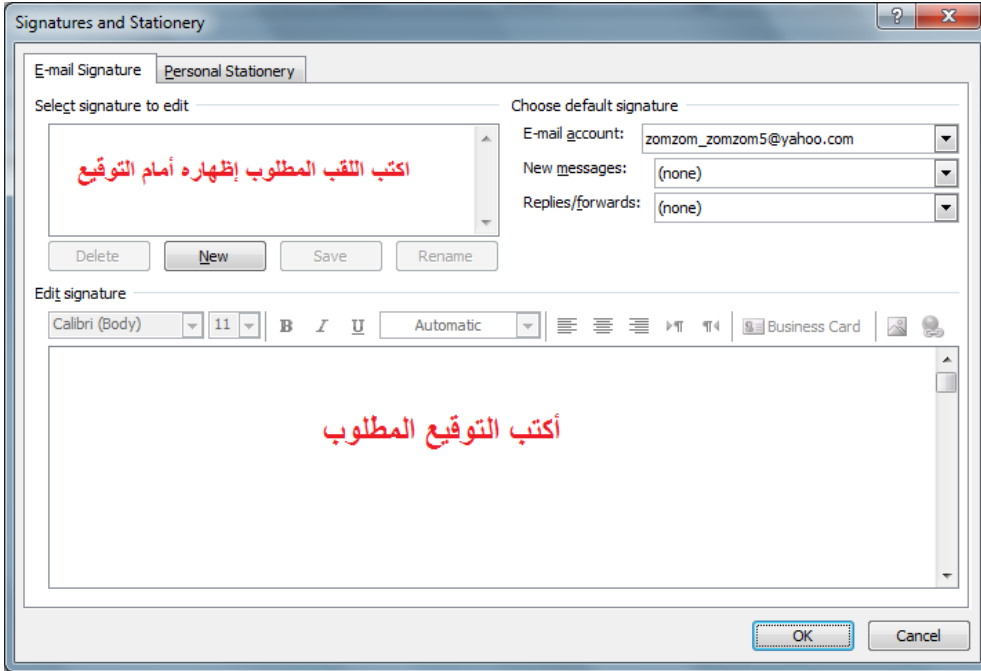 Signatures and Stationery
E-mail Signature
Personal Stationery
Select signature to edit
Choose default signature
اكتب اللقب المطلوب إظهاره أمام التوقيع
E-mail account:
zomzom_zomzom5@yahoo.com
New messages:
(none)
Replies/forwards:
(none)
Delete
New
Save
Rename
Edit signature
Calibri (Body)
11
B
I
U
Automatic
Business Card
أكتب التوقيع المطلوب
OK
Cancel